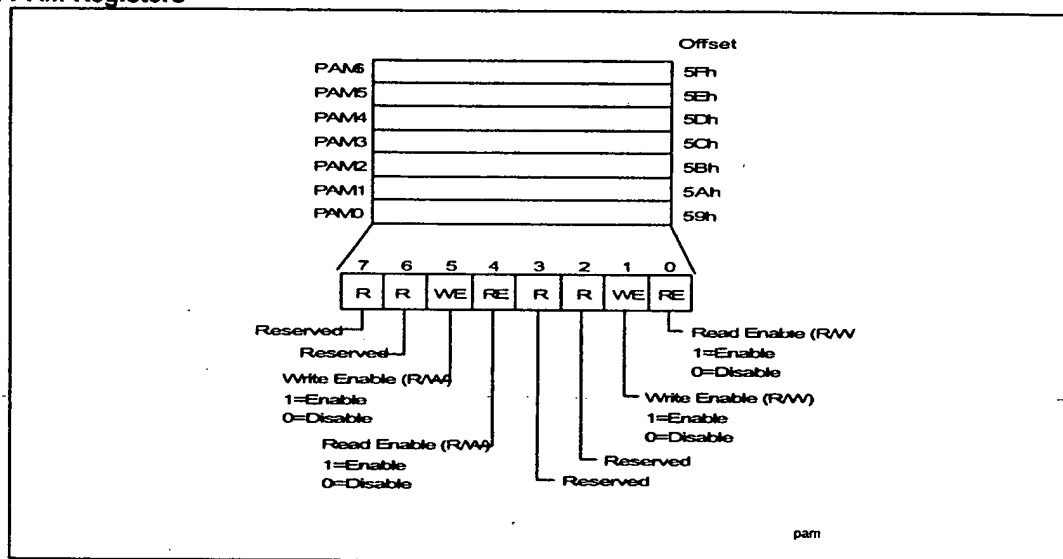 PAM Registers
Offset
PAM6 5Fh
PAM5 5Eh
PAM4 5Dh
PAM3 5Ch
PAM2 5Bh
PAM1 5Ah
PAM0 59h
7 6 5 4 3 2 1 0
R R WE RE R R WE RE
Reserved
Reserved
Write Enable (R/W)
1=Enable
0=Disable
Read Enable (R/W)
1=Enable
0=Disable
Read Enable (R/W
1=Enable
0=Disable
Write Enable (R/W)
1=Enable
0=Disable
Reserved
Reserved
pam